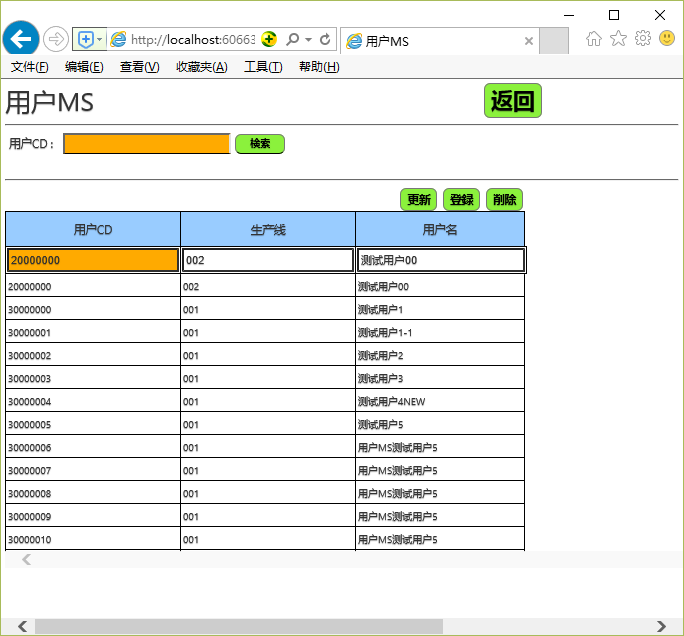 http://localhost:60663
用户MS
文件(F) 编辑(E) 查看(V) 收藏夹(A) 工具(T) 帮助(H)
用户MS
返回
用户CD： 検索
更新 登録 削除
用户CD 生产线 用户名
20000000 002 测试用户00
20000000 002 测试用户00
30000000 001 测试用户1
30000001 001 测试用户1-1
30000002 001 测试用户2
30000003 001 测试用户3
30000004 001 测试用户4NEW
30000005 001 测试用户5
30000006 001 用户MS测试用户5
30000007 001 用户MS测试用户5
30000008 001 用户MS测试用户5
30000009 001 用户MS测试用户5
30000010 001 用户MS测试用户5